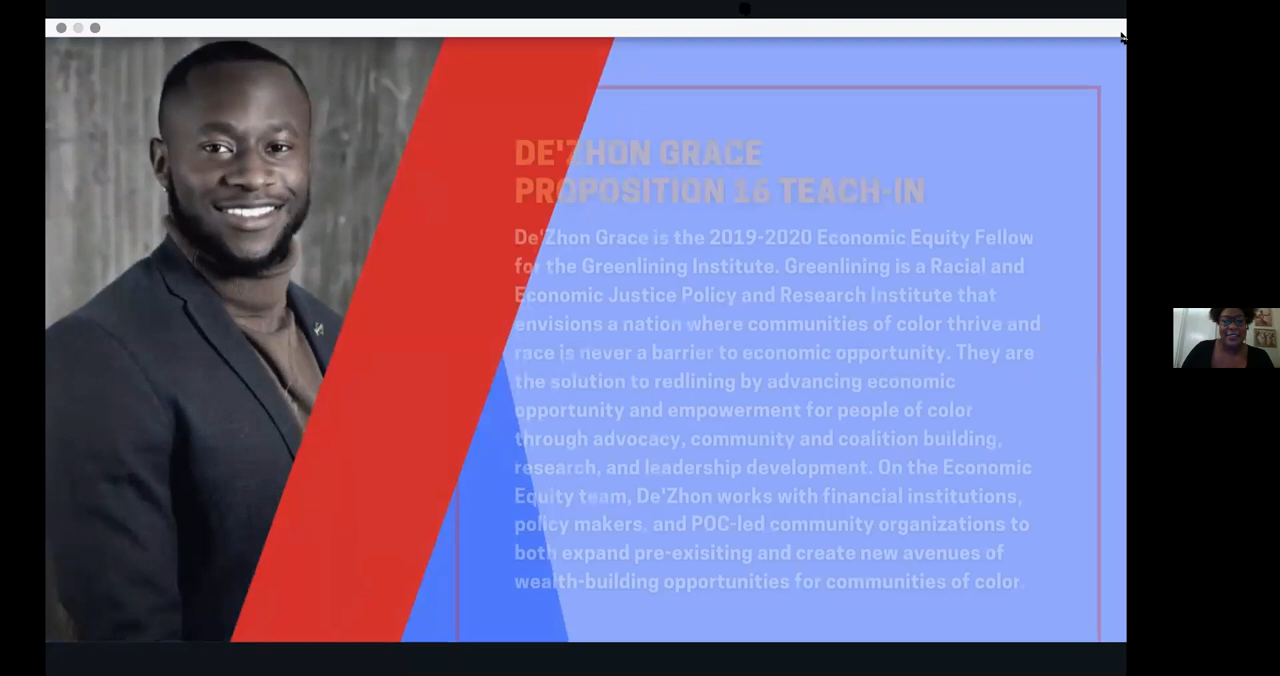 DE'ZHON GRACE
PROPOSITION 16 TEACH-IN
De'Zhon Grace is the 2019-2020 Economic Equity Fellow
for the Greenlining Institute. Greenlining is a Racial and
Economic Justice Policy and Research Institute that
envisions a nation where communities of color thrive and
race is never a barrier to economic opportunity. They are
the solution to redlining by advancing economic
opportunity and empowerment for people of color
through advocacy, community and coalition building,
research, and leadership development. On the Economic
Equity team, De'Zhon works with financial institutions,
policy makers, and POC-led community organizations to
both expand pre-exisiting and create new avenues of
wealth-building opportunities for communities of color.